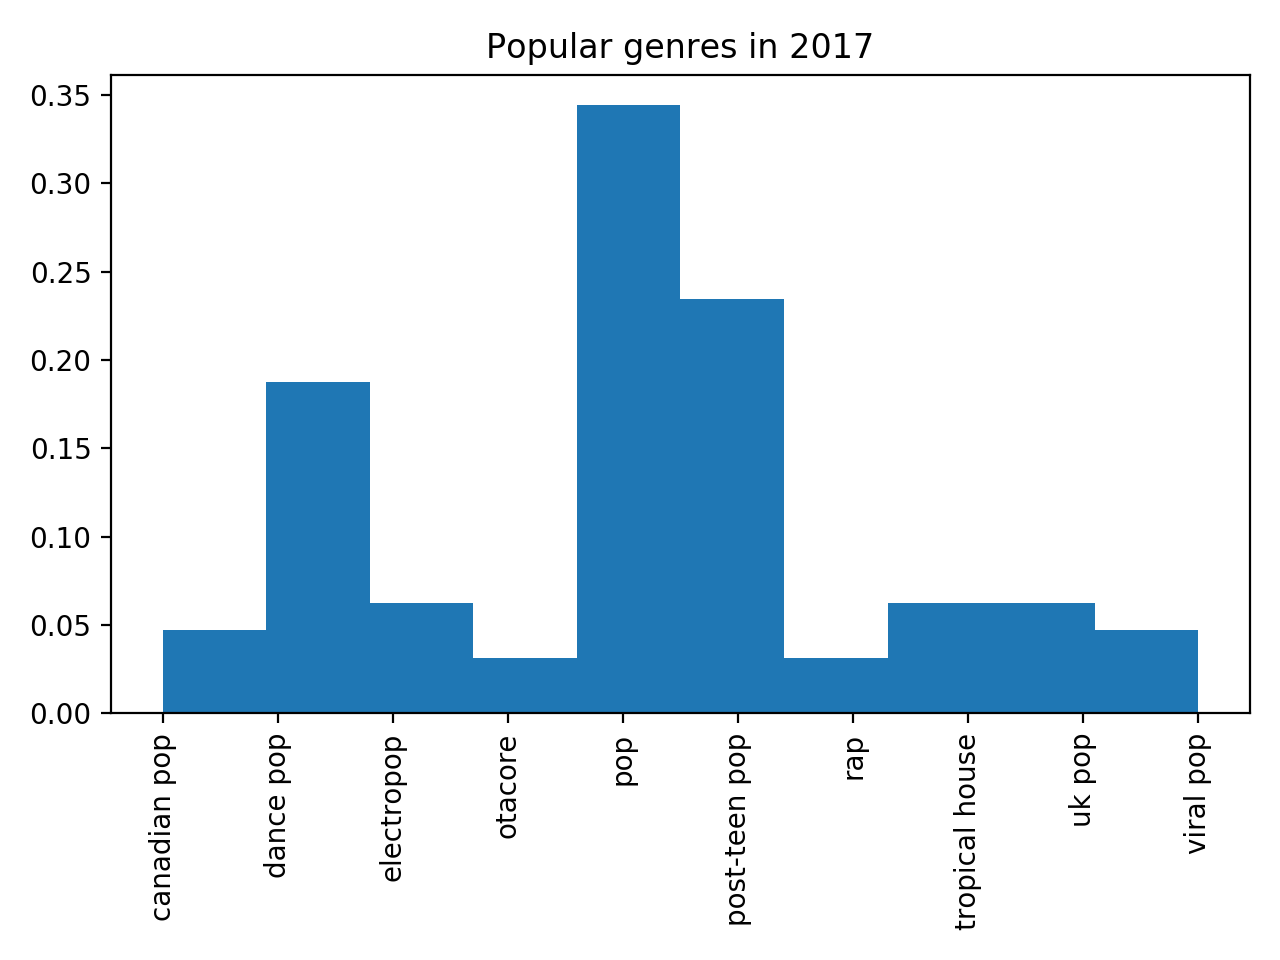 Popular genres in 2017
0.35
0.30
0.25
0.20
0.15
0.10
0.05
0.00
canadian pop
dance pop
electropop
otacore
pop
post-teen pop
rap
tropical house
uk pop
viral pop